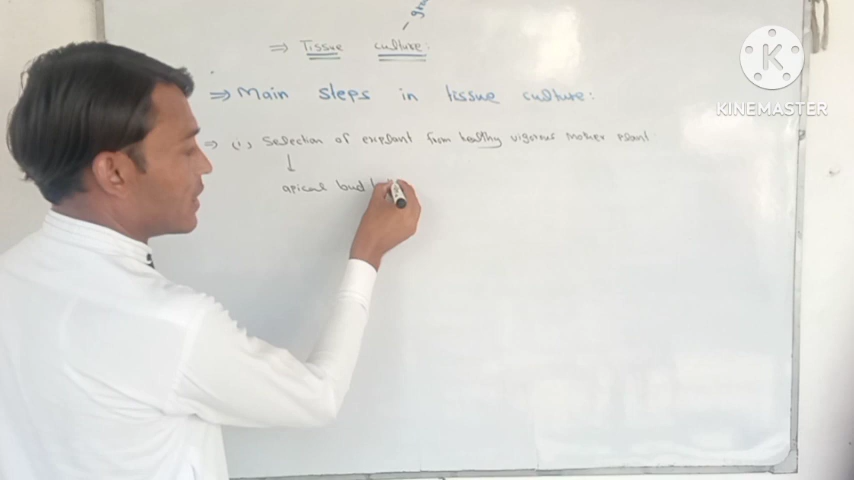 ⇒ Tissue culture:
⇒ Main steps in tissue culture:
⇒ (1) Selection of explant from healthy vigorous mother plant
↓
apical bud
K
KINEMASTER